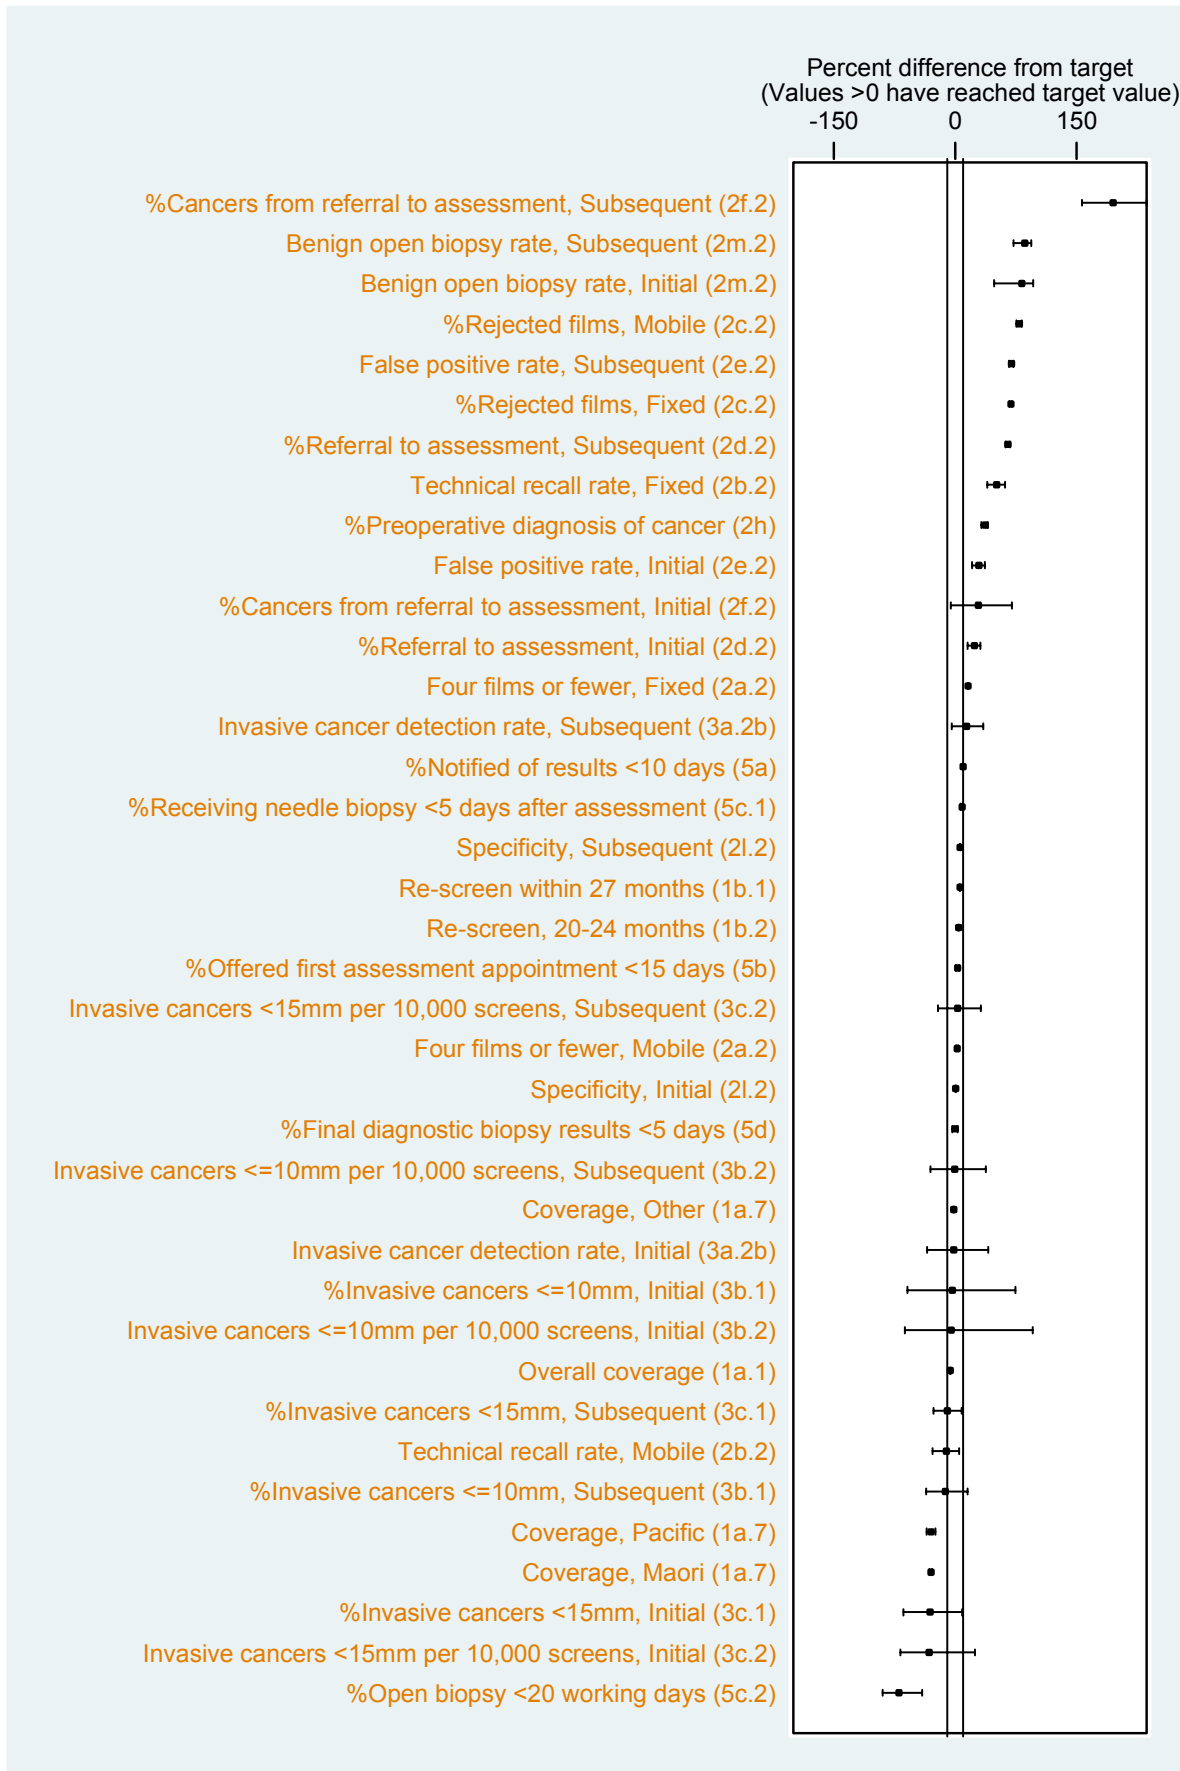 Percent difference from target
(Values >0 have reached target value)
-150 0 150
%Cancers from referral to assessment, Subsequent (2f.2)
Benign open biopsy rate, Subsequent (2m.2)
Benign open biopsy rate, Initial (2m.2)
%Rejected films, Mobile (2c.2)
False positive rate, Subsequent (2e.2)
%Rejected films, Fixed (2c.2)
%Referral to assessment, Subsequent (2d.2)
Technical recall rate, Fixed (2b.2)
%Preoperative diagnosis of cancer (2h)
False positive rate, Initial (2e.2)
%Cancers from referral to assessment, Initial (2f.2)
%Referral to assessment, Initial (2d.2)
Four films or fewer, Fixed (2a.2)
Invasive cancer detection rate, Subsequent (3a.2b)
%Notified of results <10 days (5a)
%Receiving needle biopsy <5 days after assessment (5c.1)
Specificity, Subsequent (2l.2)
Re-screen within 27 months (1b.1)
Re-screen, 20-24 months (1b.2)
%Offered first assessment appointment <15 days (5b)
Invasive cancers <15mm per 10,000 screens, Subsequent (3c.2)
Four films or fewer, Mobile (2a.2)
Specificity, Initial (2l.2)
%Final diagnostic biopsy results <5 days (5d)
Invasive cancers <=10mm per 10,000 screens, Subsequent (3b.2)
Coverage, Other (1a.7)
Invasive cancer detection rate, Initial (3a.2b)
%Invasive cancers <=10mm, Initial (3b.1)
Invasive cancers <=10mm per 10,000 screens, Initial (3b.2)
Overall coverage (1a.1)
%Invasive cancers <15mm, Subsequent (3c.1)
Technical recall rate, Mobile (2b.2)
%Invasive cancers <=10mm, Subsequent (3b.1)
Coverage, Pacific (1a.7)
Coverage, Maori (1a.7)
%Invasive cancers <15mm, Initial (3c.1)
Invasive cancers <15mm per 10,000 screens, Initial (3c.2)
%Open biopsy <20 working days (5c.2)